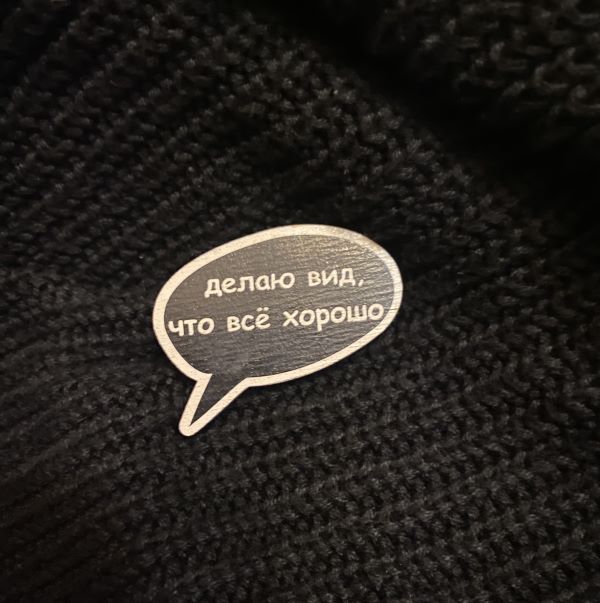 делаю вид,
что всё хорошо